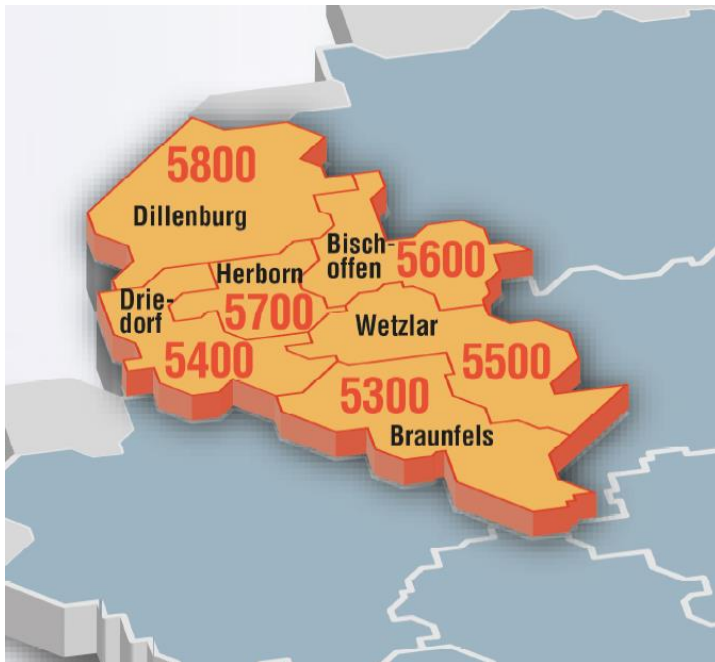 5800
Dillenburg
Bisch-
offen
5600
Herborn
Drie-
dorf
5700
Wetzlar
5400
5500
5300
Braunfels